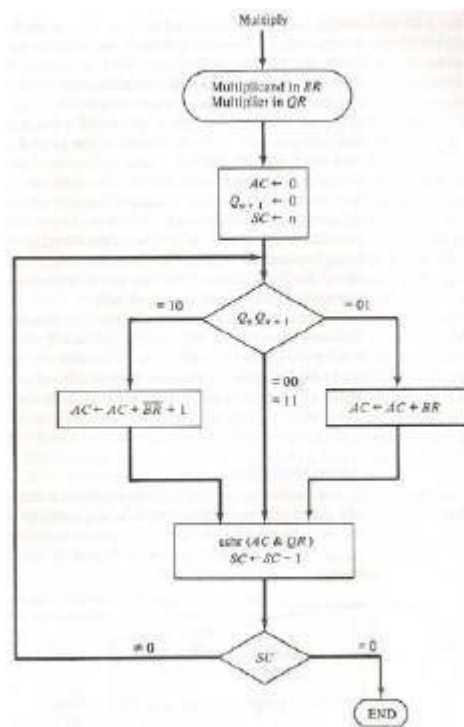 Multiply
Multiplicand in BR
Multiplier in QR
AC ← 0
Qₙ₊₁ ← 0
SC ← n
= 10
QₙQₙ₊₁
= 01
= 00
= 11
AC ← AC + B̅R̅ + 1
AC ← AC + BR
ashr (AC & QR)
SC ← SC − 1
≠ 0
SC
= 0
END